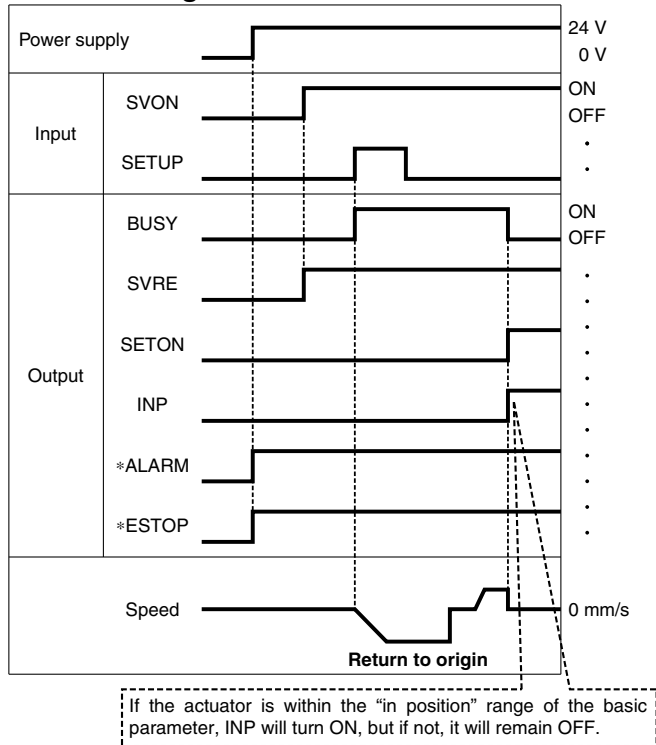 Power supply
24 V
0 V
Input
SVON
ON
OFF
SETUP
Output
BUSY
ON
OFF
SVRE
SETON
INP
*ALARM
*ESTOP
Speed
0 mm/s
Return to origin
If the actuator is within the “in position” range of the basic
parameter, INP will turn ON, but if not, it will remain OFF.